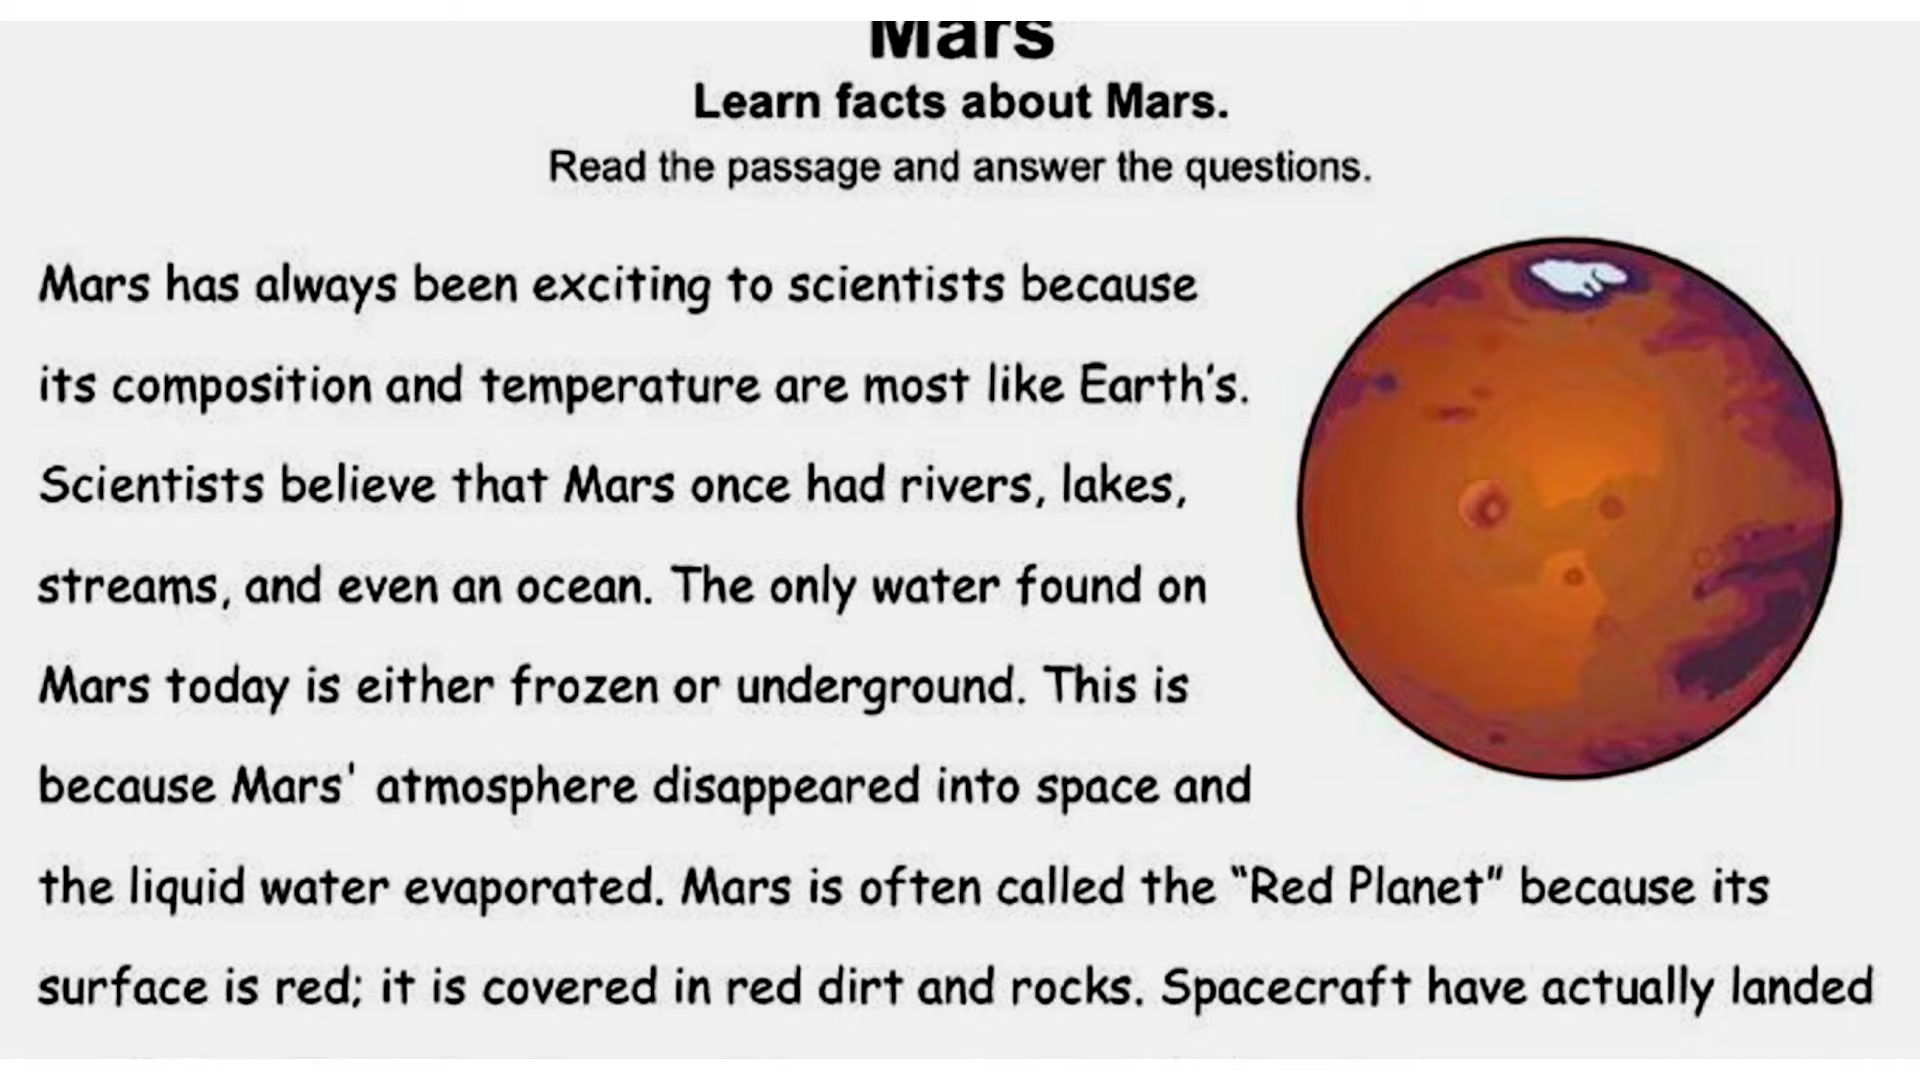 Mars
Learn facts about Mars.
Read the passage and answer the questions.
Mars has always been exciting to scientists because
its composition and temperature are most like Earth's.
Scientists believe that Mars once had rivers, lakes,
streams, and even an ocean. The only water found on
Mars today is either frozen or underground. This is
because Mars' atmosphere disappeared into space and
the liquid water evaporated. Mars is often called the “Red Planet” because its
surface is red; it is covered in red dirt and rocks. Spacecraft have actually landed